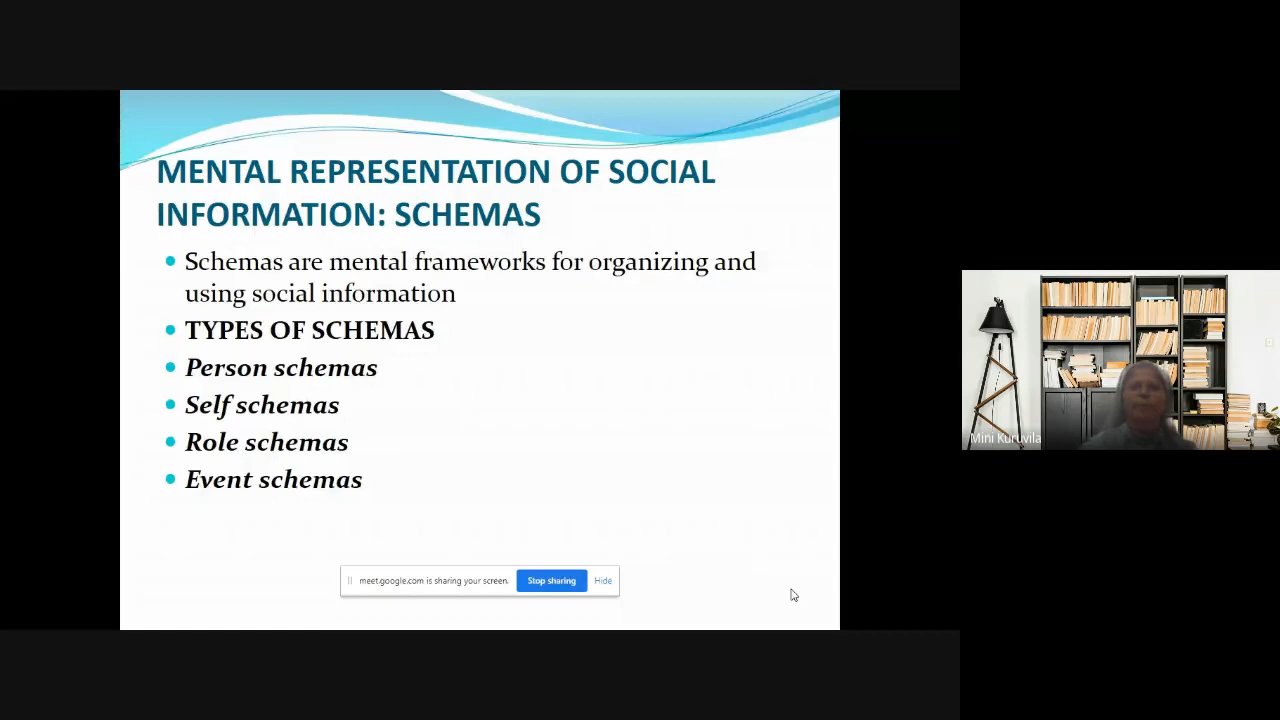 MENTAL REPRESENTATION OF SOCIAL
INFORMATION: SCHEMAS
Schemas are mental frameworks for organizing and
using social information
TYPES OF SCHEMAS
Person schemas
Self schemas
Role schemas
Event schemas
meet.google.com is sharing your screen. Stop sharing Hide
Mini Kuruvila